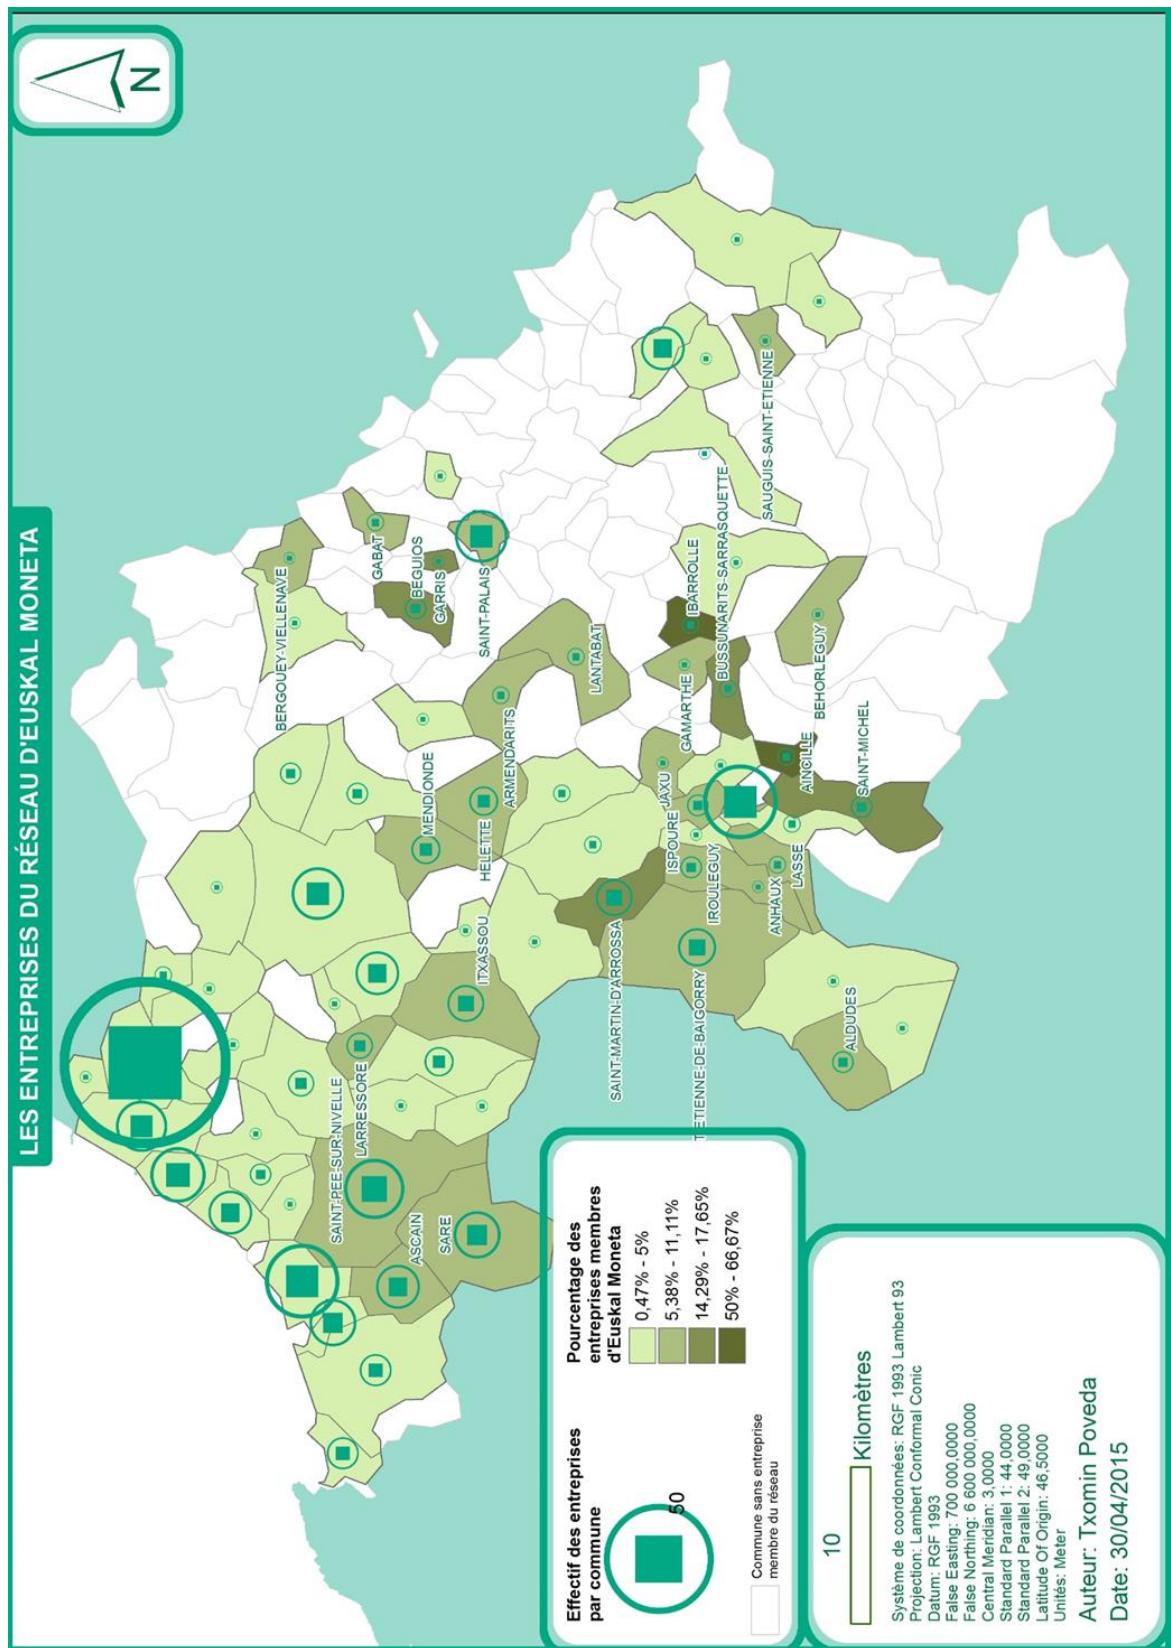 LES ENTREPRISES DU RÉSEAU D'EUSKAL MONETA
N
BERGOUEY-VIELLENAVE
GABAT
BEGUIOS
GARRIS
SAINT-PALAIS
MENDIONDE
ARMENDARITS
HELETTE
LANTABAT
ITXASSOU
LARRESSORE
SAINT-PEE-SUR-NIVELLE
ASCAIN
SARE
SAINT-MARTIN-D'ARROSSA
T-ETIENNE-DE-BAIGORRY
ISPOURE
JAXU
IROULEGUY
ANHAUX
LASSE
GAMARTHE
IBARROLLE
BUSSUNARITS-SARRASQUETTE
SAUGUIS-SAINT-ETIENNE
BEHORLEGUY
AINCILLE
SAINT-MICHEL
ALDUDES
Effectif des entreprises
par commune
50
Commune sans entreprise
membre du réseau
Pourcentage des
entreprises membres
d'Euskal Moneta
0,47% - 5%
5,38% - 11,11%
14,29% - 17,65%
50% - 66,67%
10
Kilomètres
Système de coordonnées: RGF 1993 Lambert 93
Projection: Lambert Conformal Conic
Datum: RGF 1993
False Easting: 700 000,0000
False Northing: 6 600 000,0000
Central Meridian: 3,0000
Standard Parallel 1: 44,0000
Standard Parallel 2: 49,0000
Latitude Of Origin: 46,5000
Unités: Meter
Auteur: Txomin Poveda
Date: 30/04/2015